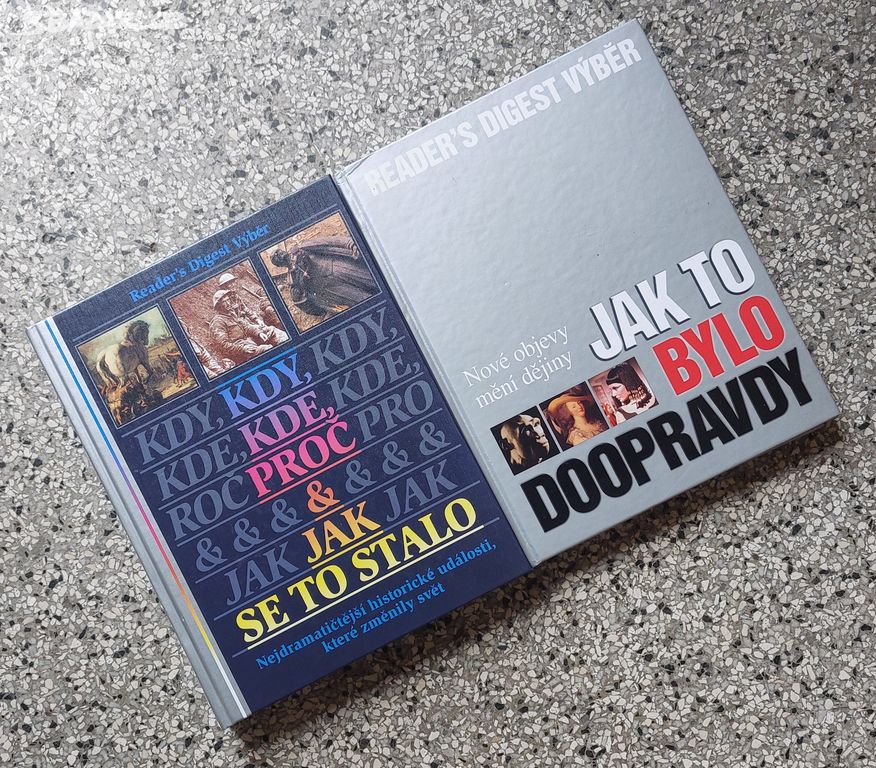 Reader's Digest Výběr
KDY, KDY, KDY,
KDE, KDE, KDE,
ROČ PROČ PRO
& & & & & & &
JAK JAK JAK
SE TO STALO
Nejdramatičtější historické události,
které změnily svět
READER'S DIGEST VÝBĚR
Nové objevy
mění dějiny
JAK TO
BYLO
DOOPRAVDY